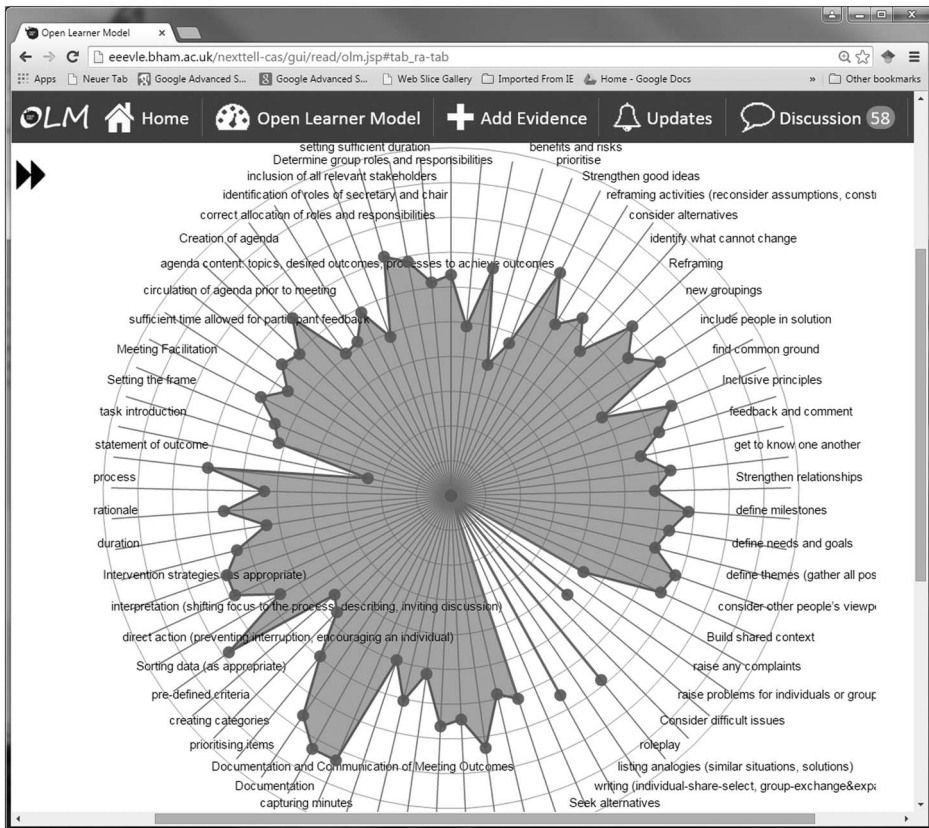 Open Learner Model
eeevle.bham.ac.uk/nexttell-cas/gui/read/olm.jsp#tab_ra-tab
Apps Neuer Tab Google Advanced S... Google Advanced S... Web Slice Gallery Imported From IE Home - Google Docs » Other bookmarks
OLM Home Open Learner Model Add Evidence Updates Discussion 58
setting sufficient duration
Determine group roles and responsibilities
inclusion of all relevant stakeholders
identification of roles of secretary and chair
correct allocation of roles and responsibilities
Creation of agenda
agenda content: topics, desired outcomes, processes to achieve outcomes
circulation of agenda prior to meeting
sufficient time allowed for participant feedback
Meeting Facilitation
Setting the frame
task introduction
statement of outcome
process
rationale
duration
Intervention strategies (as appropriate)
interpretation (shifting focus to the process, describing, inviting discussion)
direct action (preventing interruption, encouraging an individual)
Sorting data (as appropriate)
pre-defined criteria
creating categories
prioritising items
Documentation and Communication of Meeting Outcomes
Documentation
capturing minutes
benefits and risks
prioritise
Strengthen good ideas
reframing activities (reconsider assumptions, constr
consider alternatives
identify what cannot change
Reframing
new groupings
include people in solution
find common ground
Inclusive principles
feedback and comment
get to know one another
Strengthen relationships
define milestones
define needs and goals
define themes (gather all pos
consider other people's viewp
Build shared context
raise any complaints
raise problems for individuals or group
Consider difficult issues
roleplay
listing analogies (similar situations, solutions)
writing (individual-share-select, group-exchange&expa
Seek alternatives